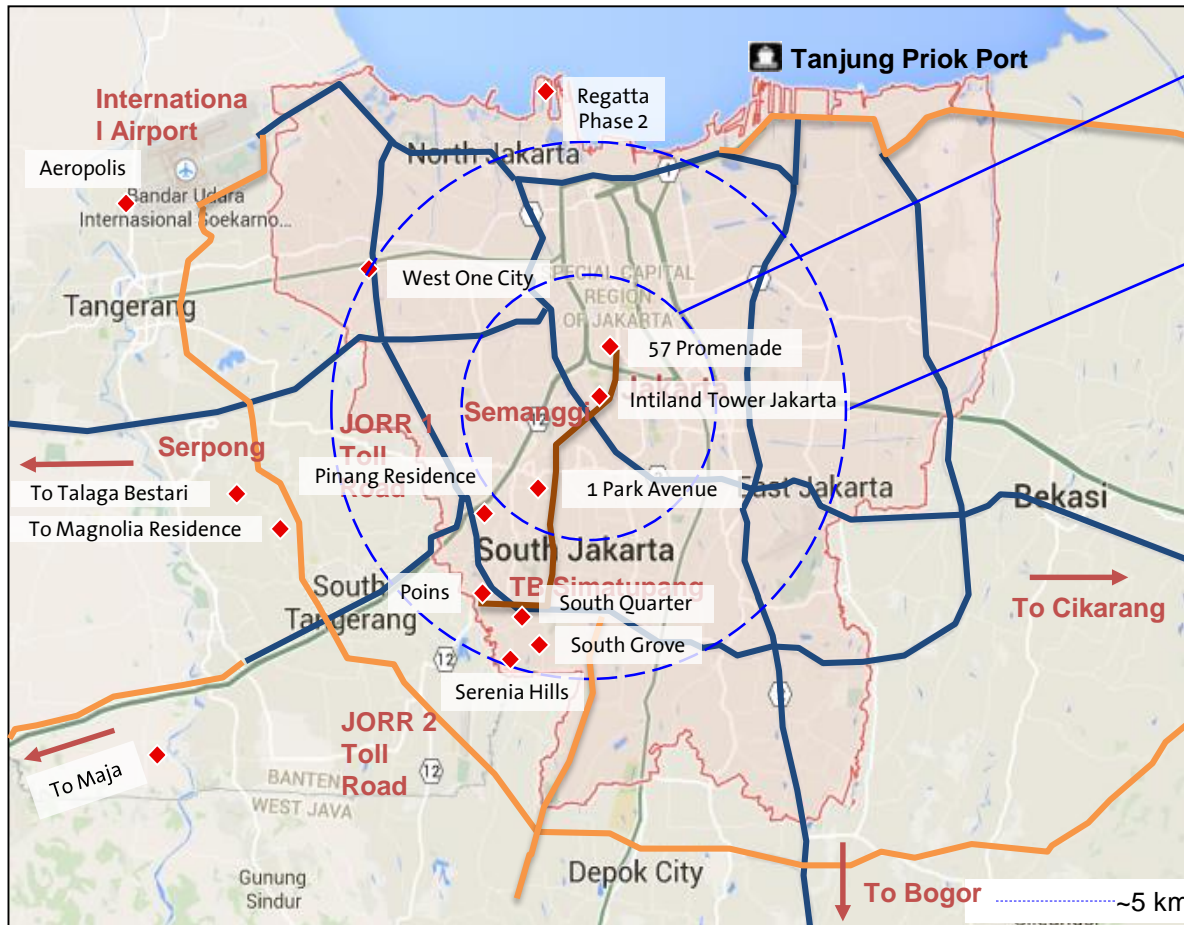 Tanjung Priok Port
Internationa
l Airport
Regatta
Phase 2
North Jakarta
Aeropolis
Bandar Udara
Internasional Soekarno...
West One City
SPECIAL CAPITAL
REGION
OF JAKARTA
Tangerang
57 Promenade
Jakarta
Intiland Tower Jakarta
Semanggi
12
JORR 1
Toll
Road
Serpong
Pinang Residence
1 Park Avenue
East Jakarta
Bekasi
To Talaga Bestari
To Magnolia Residence
South Jakarta
TB Simatupang
South
Tangerang
Poins
South Quarter
To Cikarang
South Grove
12
Serenia Hills
JORR 2
Toll
Road
12
To Maja
BANTEN
WEST JAVA
Depok City
Gunung
Sindur
To Bogor
~5 km